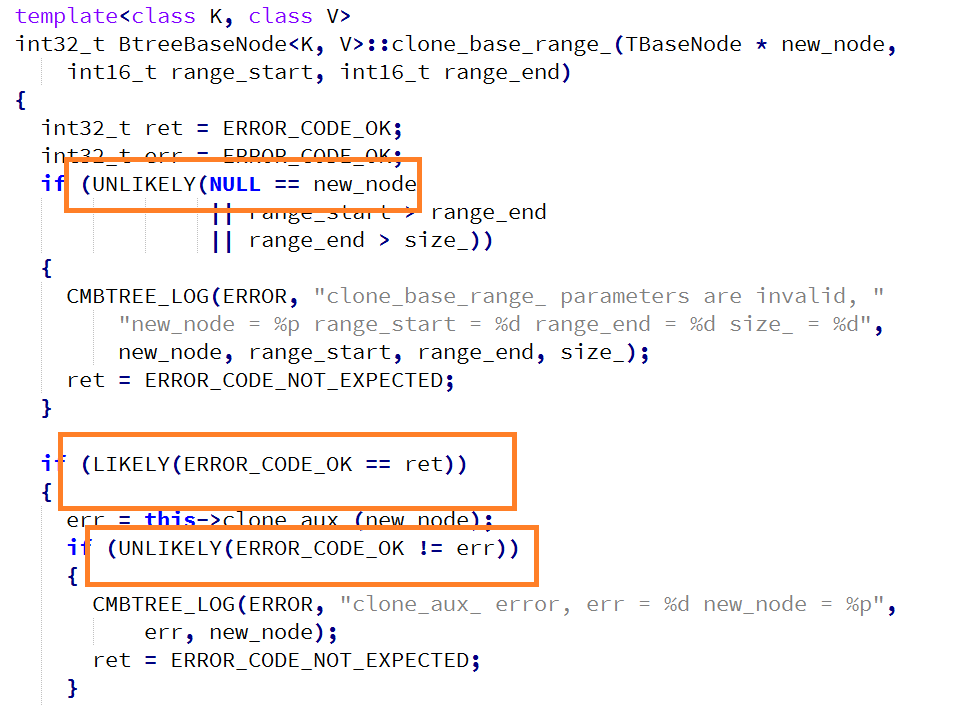 template<class K, class V>
int32_t BtreeBaseNode<K, V>::clone_base_range_(TBaseNode * new_node,
int16_t range_start, int16_t range_end)
{
int32_t ret = ERROR_CODE_OK;
int32_t err = ERROR_CODE_OK;
if (UNLIKELY(NULL == new_node
|| range_start > range_end
|| range_end > size_))
{
CMBTREE_LOG(ERROR, "clone_base_range_ parameters are invalid, "
"new_node = %p range_start = %d range_end = %d size_ = %d",
new_node, range_start, range_end, size_);
ret = ERROR_CODE_NOT_EXPECTED;
}
if (LIKELY(ERROR_CODE_OK == ret))
{
err = this->clone_aux_(new_node);
if (UNLIKELY(ERROR_CODE_OK != err))
{
CMBTREE_LOG(ERROR, "clone_aux_ error, err = %d new_node = %p",
err, new_node);
ret = ERROR_CODE_NOT_EXPECTED;
}